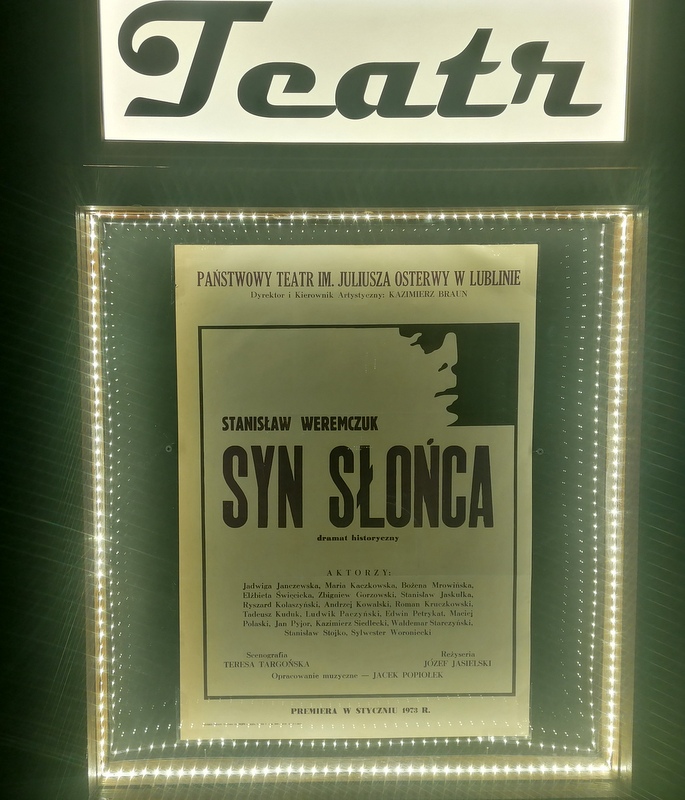 Teatr
PAŃSTWOWY TEATR IM. JULIUSZA OSTERWY W LUBLINIE
Dyrektor i Kierownik Artystyczny: KAZIMIERZ BRAUN
STANISŁAW WEREMCZUK
SYN SŁOŃCA
dramat historyczny
AKTORZY:
Jadwiga Janczewska, Maria Kaczkowska, Bożena Mrowińska,
Elżbieta Święcicka, Zbigniew Gorzowski, Stanisław Jaskułka,
Ryszard Kolaszyński, Andrzej Kowalski, Roman Kruczkowski,
Tadeusz Kuduk, Ludwik Paczyński, Edwin Petrykat, Maciej
Polaski, Jan Pyjor, Kazimierz Siedlecki, Waldemar Starczyński,
Stanisław Stojko, Sylwester Woroniecki
Scenografia Reżyseria
TERESA TARGOŃSKA JÓZEF JASIELSKI
Opracowanie muzyczne — JACEK POPIOŁEK
PREMIERA W STYCZNIU 1973 R.